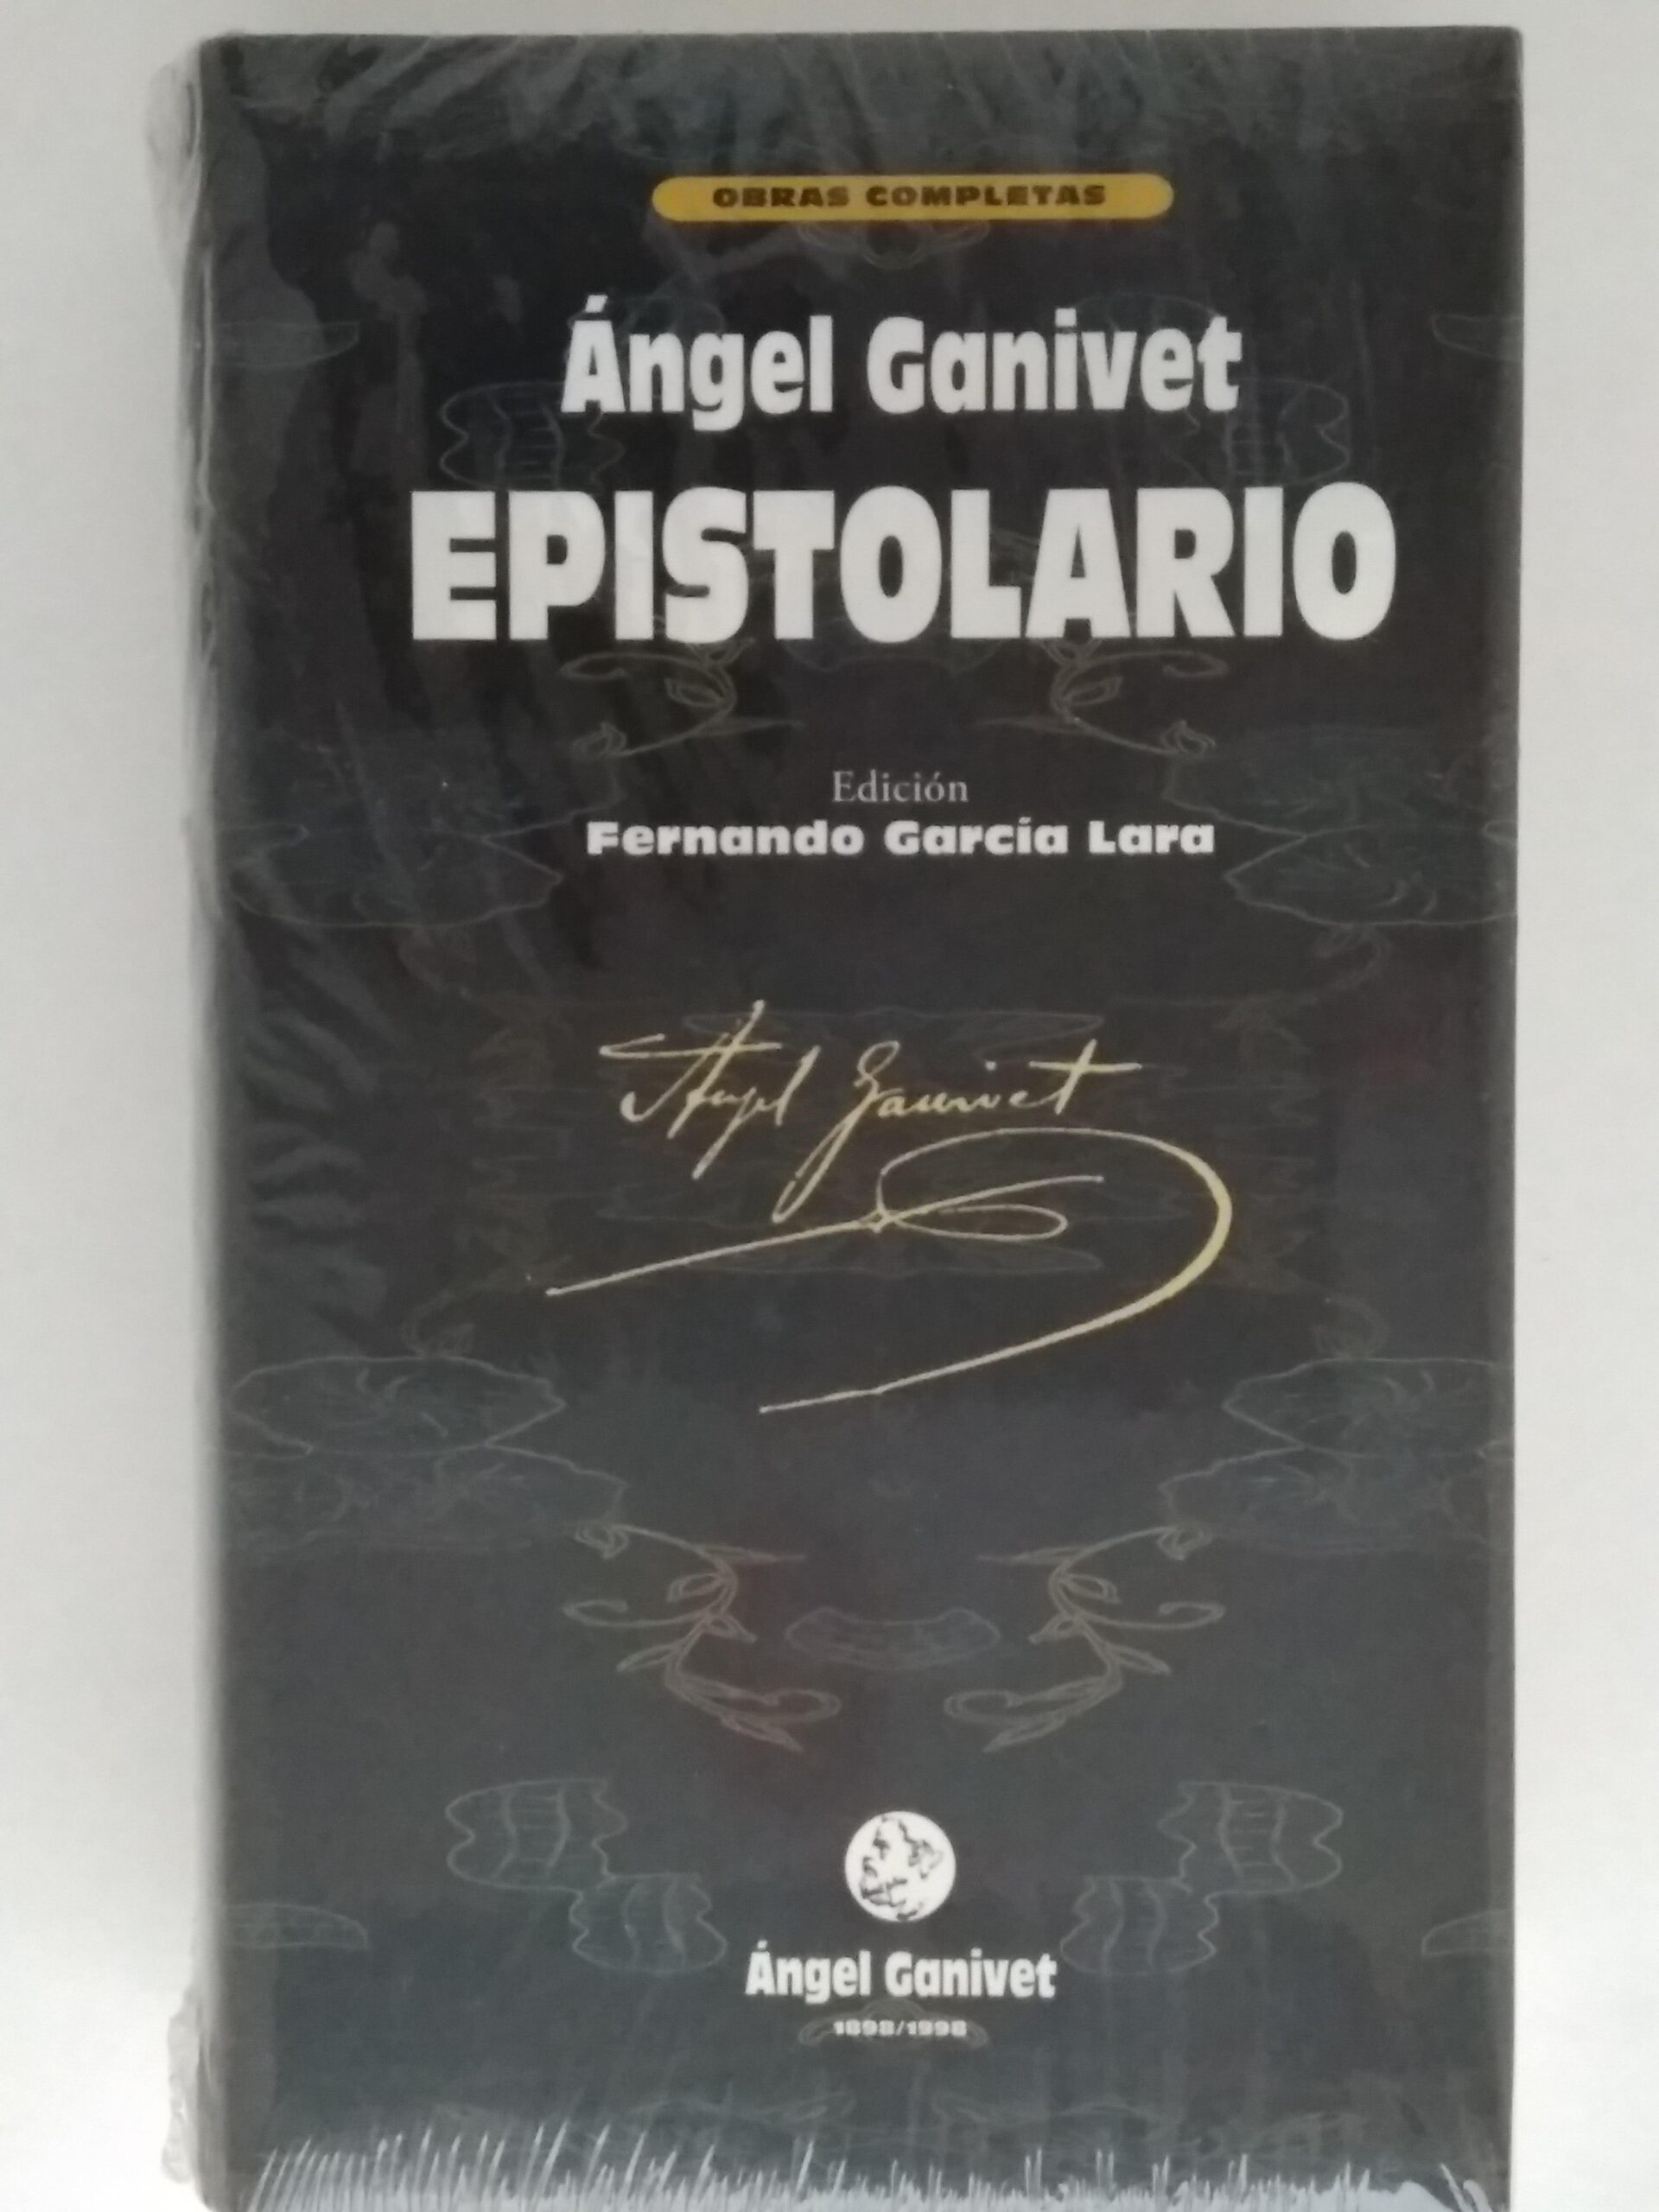 OBRAS COMPLETAS
Ángel Ganivet
EPISTOLARIO
Edición
Fernando García Lara
Ángel Ganivet
Ángel Ganivet
1898/1998